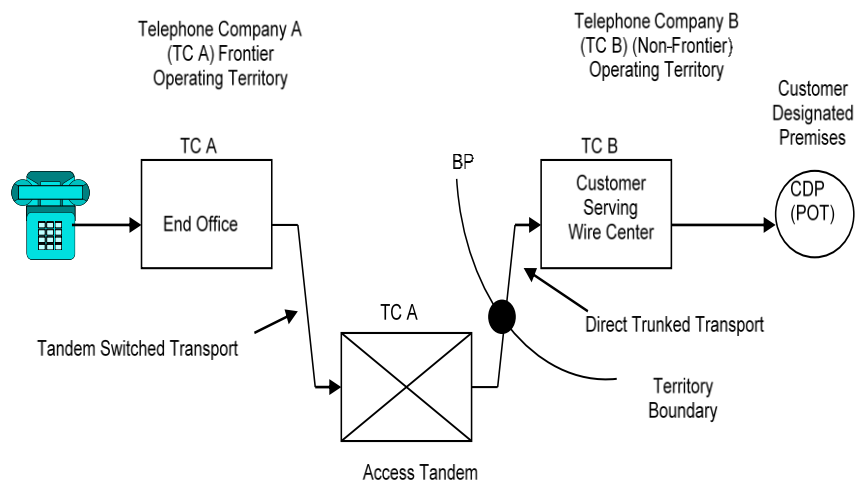 Telephone Company A
(TC A) Frontier
Operating Territory
Telephone Company B
(TC B) (Non-Frontier)
Operating Territory
Customer
Designated
Premises
TC A
End Office
BP
TC B
Customer
Serving
Wire Center
CDP
(POT)
Tandem Switched Transport
TC A
Direct Trunked Transport
Territory
Boundary
Access Tandem